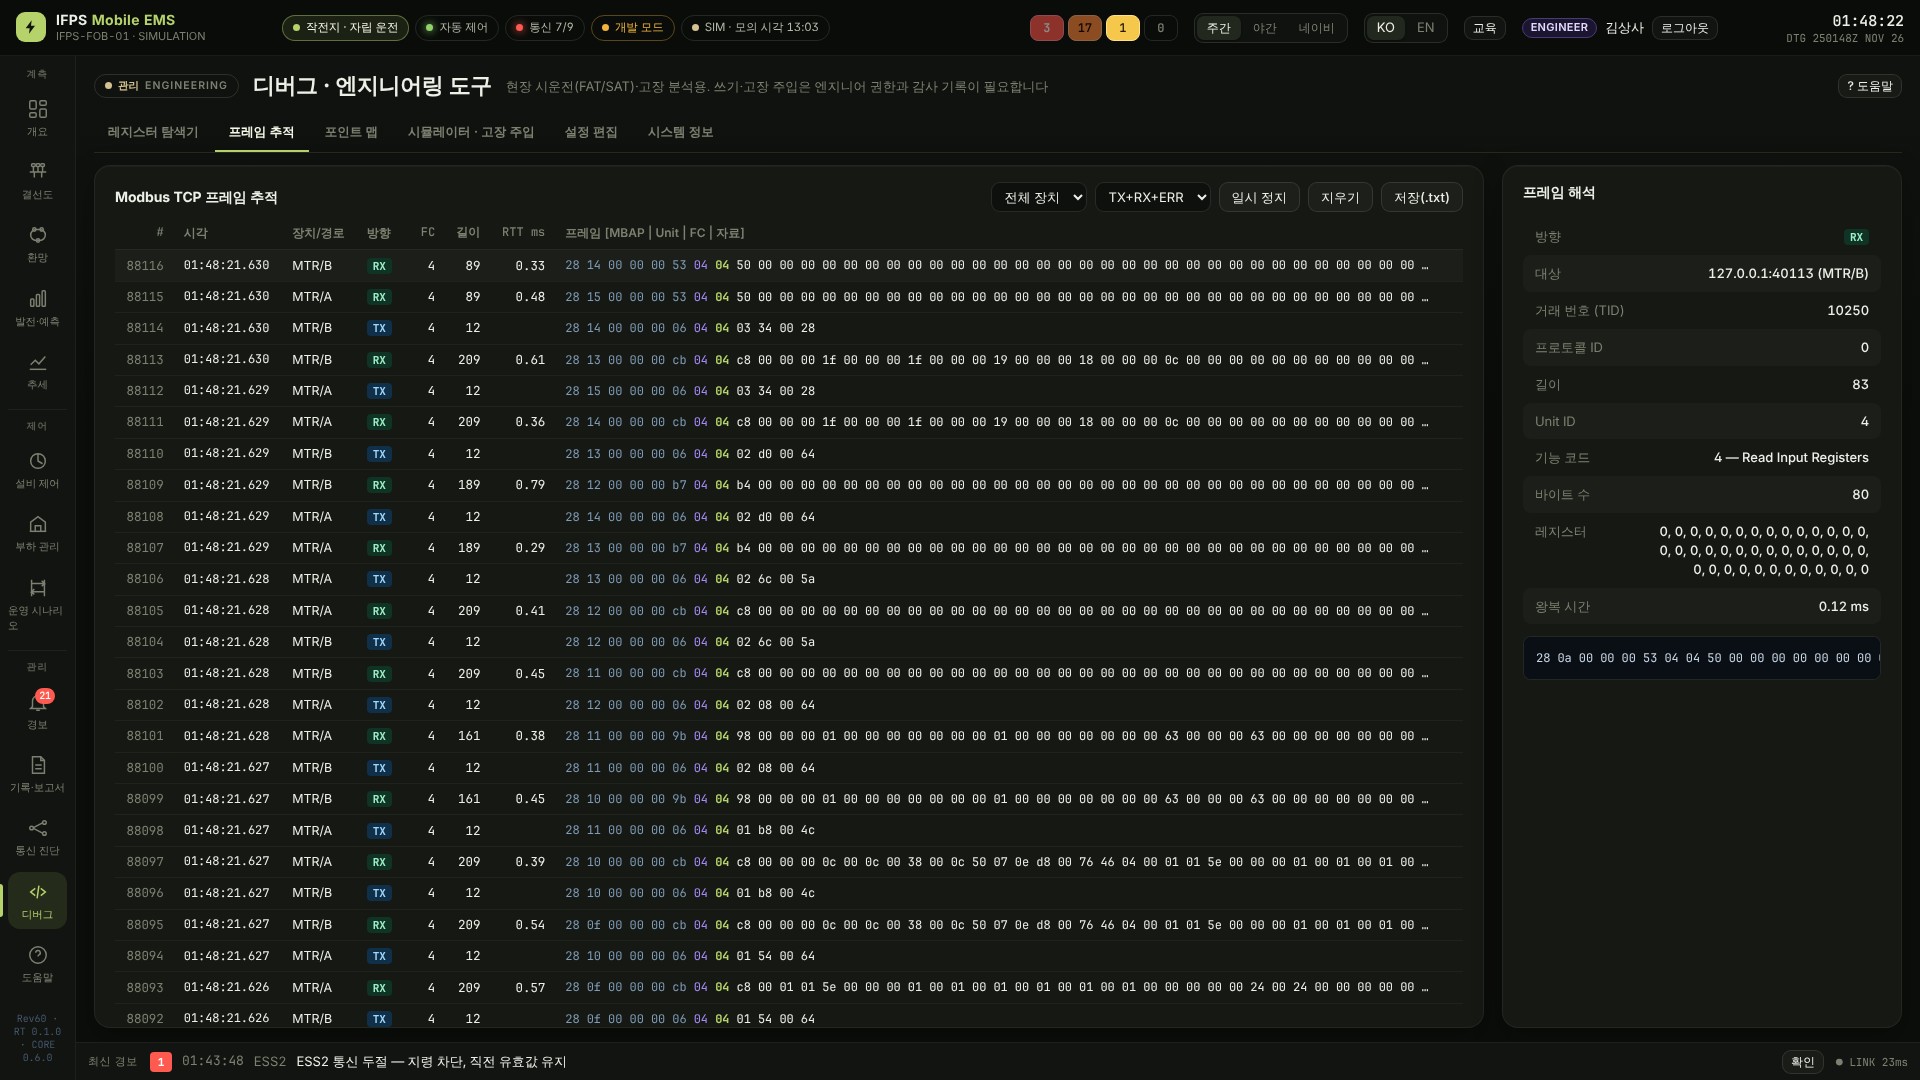 IFPS Mobile EMS
IFPS-FOB-01 · SIMULATION
작전지 · 자립 운전
자동 제어
통신 7/9
개발 모드
SIM · 모의 시각 13:03
3 17 1 0
주간 야간 네이비
KO EN
교육
ENGINEER 김상사 로그아웃
01:48:22
DTG 250148Z NOV 26
계측
개요
결선도
환망
발전·예측
추세
제어
설비 제어
부하 관리
운영 시나리오
관리
21
경보
기록·보고서
통신 진단
디버그
도움말
Rev60 ·
RT 0.1.0
· CORE
0.6.0
관리 ENGINEERING
디버그 · 엔지니어링 도구
현장 시운전(FAT/SAT)·고장 분석용. 쓰기·고장 주입은 엔지니어 권한과 감사 기록이 필요합니다
? 도움말
레지스터 탐색기 프레임 추적 포인트 맵 시뮬레이터 · 고장 주입 설정 편집 시스템 정보
Modbus TCP 프레임 추적
전체 장치 TX+RX+ERR 일시 정지 지우기 저장(.txt)
# 시각 장치/경로 방향 FC 길이 RTT ms 프레임 [MBAP | Unit | FC | 자료]
88116 01:48:21.630 MTR/B RX 4 89 0.33 28 14 00 00 00 53 04 04 50 00 00 00 00 00 00 00 00 00 00 00 00 00 00 00 00 00 00 00 00 00 00 00 00 00 00 00 00 00 00 00 …
88115 01:48:21.630 MTR/A RX 4 89 0.48 28 15 00 00 00 53 04 04 50 00 00 00 00 00 00 00 00 00 00 00 00 00 00 00 00 00 00 00 00 00 00 00 00 00 00 00 00 00 00 00 …
88114 01:48:21.630 MTR/B TX 4 12 28 14 00 00 00 06 04 04 03 34 00 28
88113 01:48:21.630 MTR/B RX 4 209 0.61 28 13 00 00 00 cb 04 04 c8 00 00 00 1f 00 00 00 1f 00 00 00 19 00 00 00 18 00 00 00 0c 00 00 00 00 00 00 00 00 00 00 00 …
88112 01:48:21.629 MTR/A TX 4 12 28 15 00 00 00 06 04 04 03 34 00 28
88111 01:48:21.629 MTR/A RX 4 209 0.36 28 14 00 00 00 cb 04 04 c8 00 00 00 1f 00 00 00 1f 00 00 00 19 00 00 00 18 00 00 00 0c 00 00 00 00 00 00 00 00 00 00 00 …
88110 01:48:21.629 MTR/B TX 4 12 28 13 00 00 00 06 04 04 02 d0 00 64
88109 01:48:21.629 MTR/B RX 4 189 0.79 28 12 00 00 00 b7 04 04 b4 00 00 00 00 00 00 00 00 00 00 00 00 00 00 00 00 00 00 00 00 00 00 00 00 00 00 00 00 00 00 00 …
88108 01:48:21.629 MTR/A TX 4 12 28 14 00 00 00 06 04 04 02 d0 00 64
88107 01:48:21.629 MTR/A RX 4 189 0.29 28 13 00 00 00 b7 04 04 b4 00 00 00 00 00 00 00 00 00 00 00 00 00 00 00 00 00 00 00 00 00 00 00 00 00 00 00 00 00 00 00 …
88106 01:48:21.628 MTR/A TX 4 12 28 13 00 00 00 06 04 04 02 6c 00 5a
88105 01:48:21.628 MTR/A RX 4 209 0.41 28 12 00 00 00 cb 04 04 c8 00 00 00 00 00 00 00 00 00 00 00 00 00 00 00 00 00 00 00 00 00 00 00 00 00 00 00 00 00 00 00 …
88104 01:48:21.628 MTR/B TX 4 12 28 12 00 00 00 06 04 04 02 6c 00 5a
88103 01:48:21.628 MTR/B RX 4 209 0.45 28 11 00 00 00 cb 04 04 c8 00 00 00 00 00 00 00 00 00 00 00 00 00 00 00 00 00 00 00 00 00 00 00 00 00 00 00 00 00 00 00 …
88102 01:48:21.628 MTR/A TX 4 12 28 12 00 00 00 06 04 04 02 08 00 64
88101 01:48:21.628 MTR/A RX 4 161 0.38 28 11 00 00 00 9b 04 04 98 00 00 00 01 00 00 00 00 00 00 00 01 00 00 00 00 00 00 00 63 00 00 00 63 00 00 00 00 00 00 00 …
88100 01:48:21.627 MTR/B TX 4 12 28 11 00 00 00 06 04 04 02 08 00 64
88099 01:48:21.627 MTR/B RX 4 161 0.45 28 10 00 00 00 9b 04 04 98 00 00 00 01 00 00 00 00 00 00 00 01 00 00 00 00 00 00 00 63 00 00 00 63 00 00 00 00 00 00 00 …
88098 01:48:21.627 MTR/A TX 4 12 28 11 00 00 00 06 04 04 01 b8 00 4c
88097 01:48:21.627 MTR/A RX 4 209 0.39 28 10 00 00 00 cb 04 04 c8 00 00 00 0c 00 0c 00 38 00 0c 50 07 0e d8 00 76 46 04 00 01 01 5e 00 00 00 01 00 01 00 01 00 …
88096 01:48:21.627 MTR/B TX 4 12 28 10 00 00 00 06 04 04 01 b8 00 4c
88095 01:48:21.627 MTR/B RX 4 209 0.54 28 0f 00 00 00 cb 04 04 c8 00 00 00 0c 00 0c 00 38 00 0c 50 07 0e d8 00 76 46 04 00 01 01 5e 00 00 00 01 00 01 00 01 00 …
88094 01:48:21.627 MTR/A TX 4 12 28 10 00 00 00 06 04 04 01 54 00 64
88093 01:48:21.626 MTR/A RX 4 209 0.57 28 0f 00 00 00 cb 04 04 c8 00 01 01 5e 00 00 00 01 00 01 00 01 00 01 00 01 00 01 00 00 00 00 00 24 00 24 00 00 00 00 00 …
88092 01:48:21.626 MTR/B TX 4 12 28 0f 00 00 00 06 04 04 01 54 00 64
프레임 해석
방향 RX
대상 127.0.0.1:40113 (MTR/B)
거래 번호 (TID) 10250
프로토콜 ID 0
길이 83
Unit ID 4
기능 코드 4 — Read Input Registers
바이트 수 80
레지스터 0, 0, 0, 0, 0, 0, 0, 0, 0, 0, 0, 0, 0, 0,
0, 0, 0, 0, 0, 0, 0, 0, 0, 0, 0, 0, 0, 0,
0, 0, 0, 0, 0, 0, 0, 0, 0, 0, 0, 0
왕복 시간 0.12 ms
28 0a 00 00 00 53 04 04 50 00 00 00 00 00 00 00
최신 경보 1 01:43:48 ESS2 ESS2 통신 두절 — 지령 차단, 직전 유효값 유지
확인 LINK 23ms